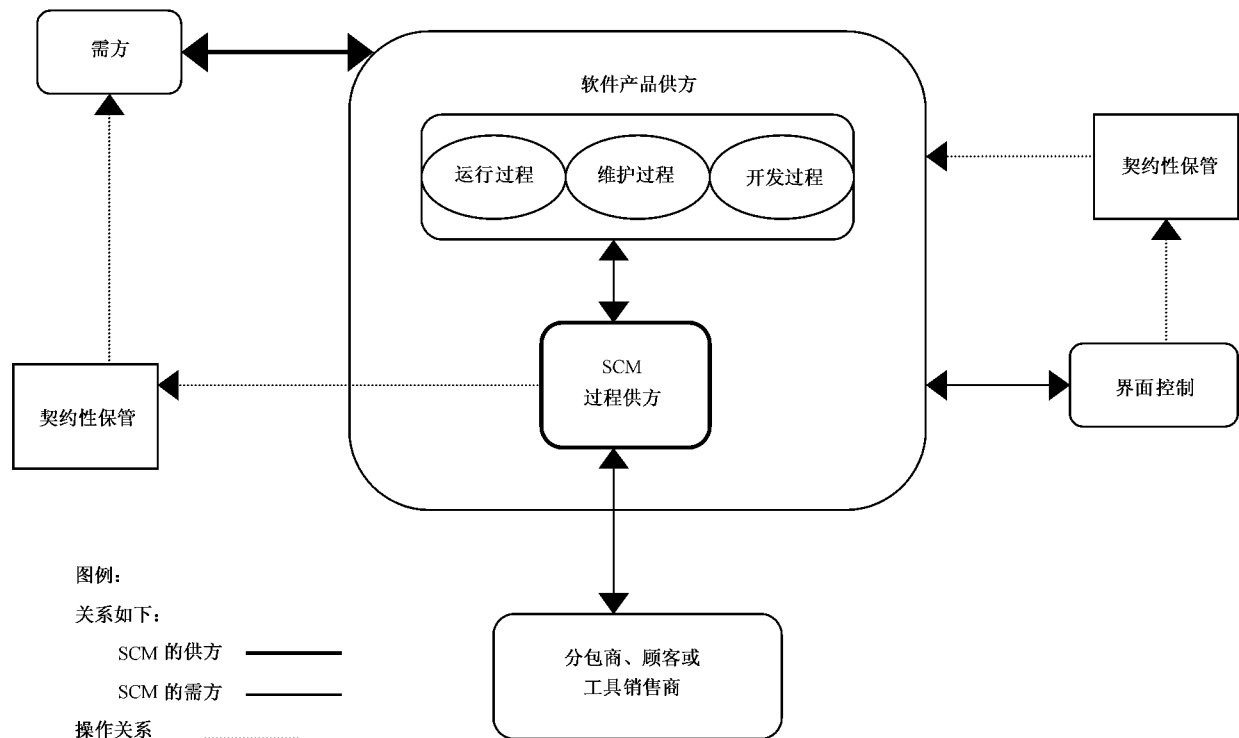 需方
软件产品供方
运行过程
维护过程
开发过程
契约性保管
SCM
过程供方
界面控制
契约性保管
图例：
关系如下：
SCM 的供方
SCM 的需方
操作关系
分包商、顾客或
工具销售商